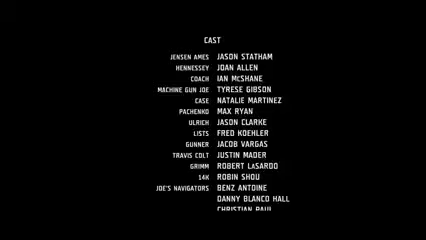 CAST
JENSEN AMES JASON STATHAM
HENNESSEY JOAN ALLEN
COACH IAN McSHANE
MACHINE GUN JOE TYRESE GIBSON
CASE NATALIE MARTINEZ
PACHENKO MAX RYAN
ULRICH JASON CLARKE
LISTS FRED KOEHLER
GUNNER JACOB VARGAS
TRAVIS COLT JUSTIN MADER
GRIMM ROBERT LaSARDO
14K ROBIN SHOU
JOE'S NAVIGATORS BENZ ANTOINE
DANNY BLANCO HALL
CHRISTIAN PAUL